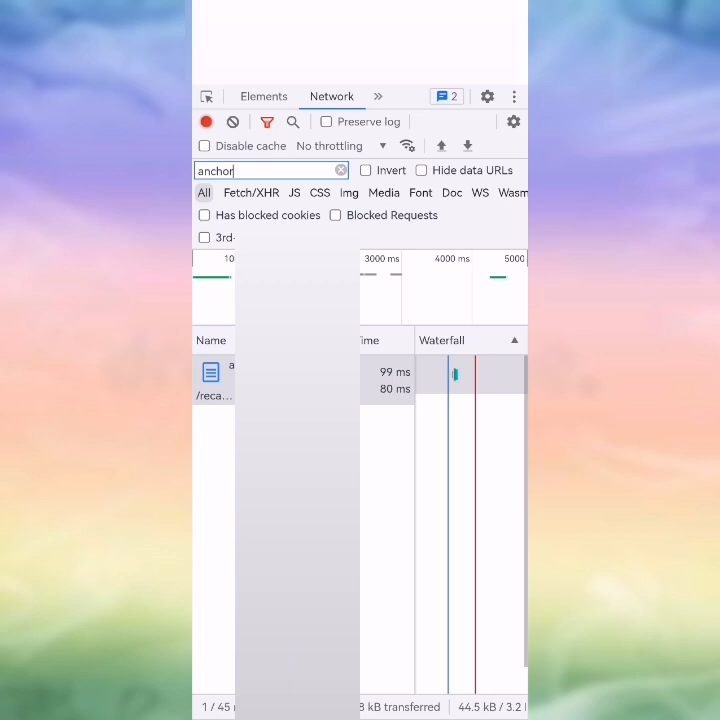 Elements Network 2
Preserve log
Disable cache No throttling
anchor Invert Hide data URLs
All Fetch/XHR JS CSS Img Media Font Doc WS Wasm
Has blocked cookies Blocked Requests
3rd-
10 3000 ms 4000 ms 5000
Name Waterfall
a 99 ms
/reca... 80 ms
1 / 45 kB transferred 44.5 kB / 3.2